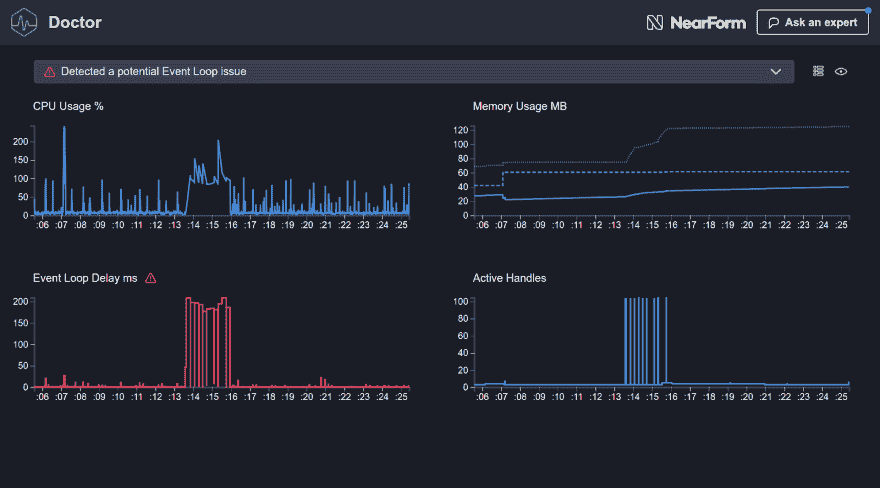 Doctor
NearForm
Ask an expert
Detected a potential Event Loop issue
CPU Usage %
200
150
100
50
0
:06 :07 :08 :09 :10 :11 :12 :13 :14 :15 :16 :17 :18 :19 :20 :21 :22 :23 :24 :25
Memory Usage MB
120
100
80
60
40
20
0
:06 :07 :08 :09 :10 :11 :12 :13 :14 :15 :16 :17 :18 :19 :20 :21 :22 :23 :24 :25
Event Loop Delay ms
200
150
100
50
0
:06 :07 :08 :09 :10 :11 :12 :13 :14 :15 :16 :17 :18 :19 :20 :21 :22 :23 :24 :25
Active Handles
100
80
60
40
20
0
:06 :07 :08 :09 :10 :11 :12 :13 :14 :15 :16 :17 :18 :19 :20 :21 :22 :23 :24 :25